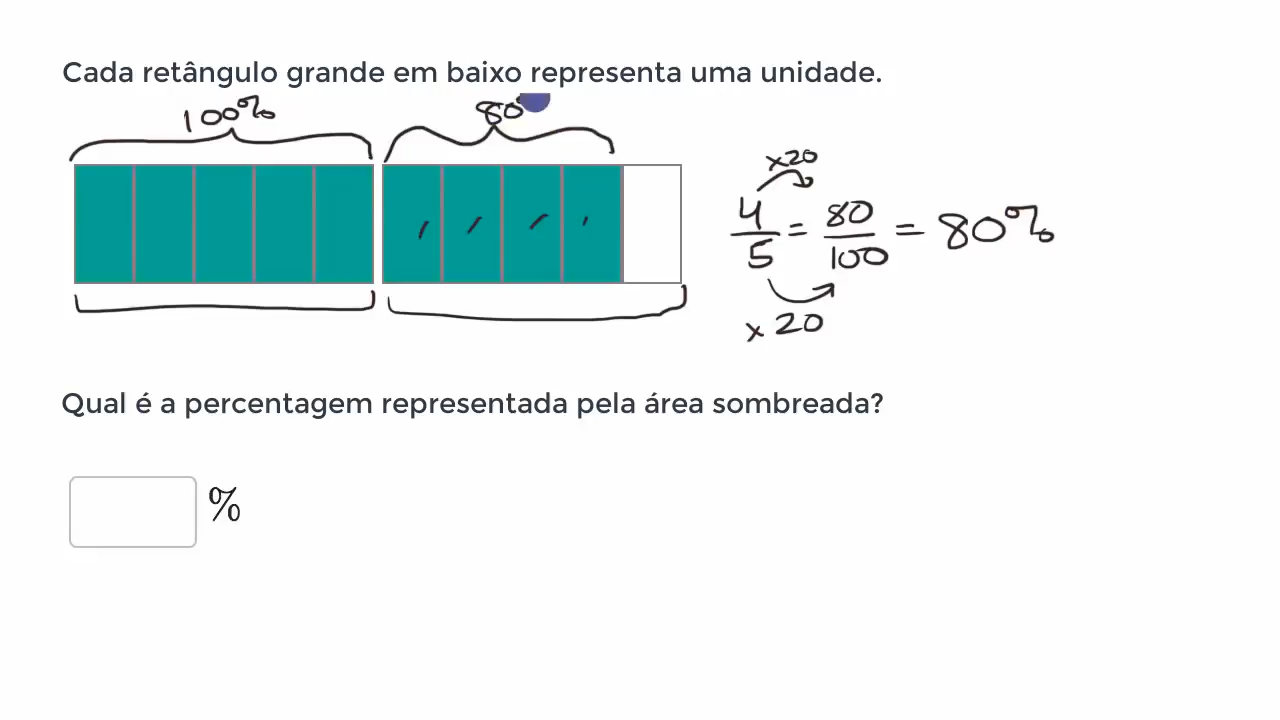 Cada retângulo grande em baixo representa uma unidade.
100% 80
x20
4/5 = 80/100 = 80%
x 20
Qual é a percentagem representada pela área sombreada?
%